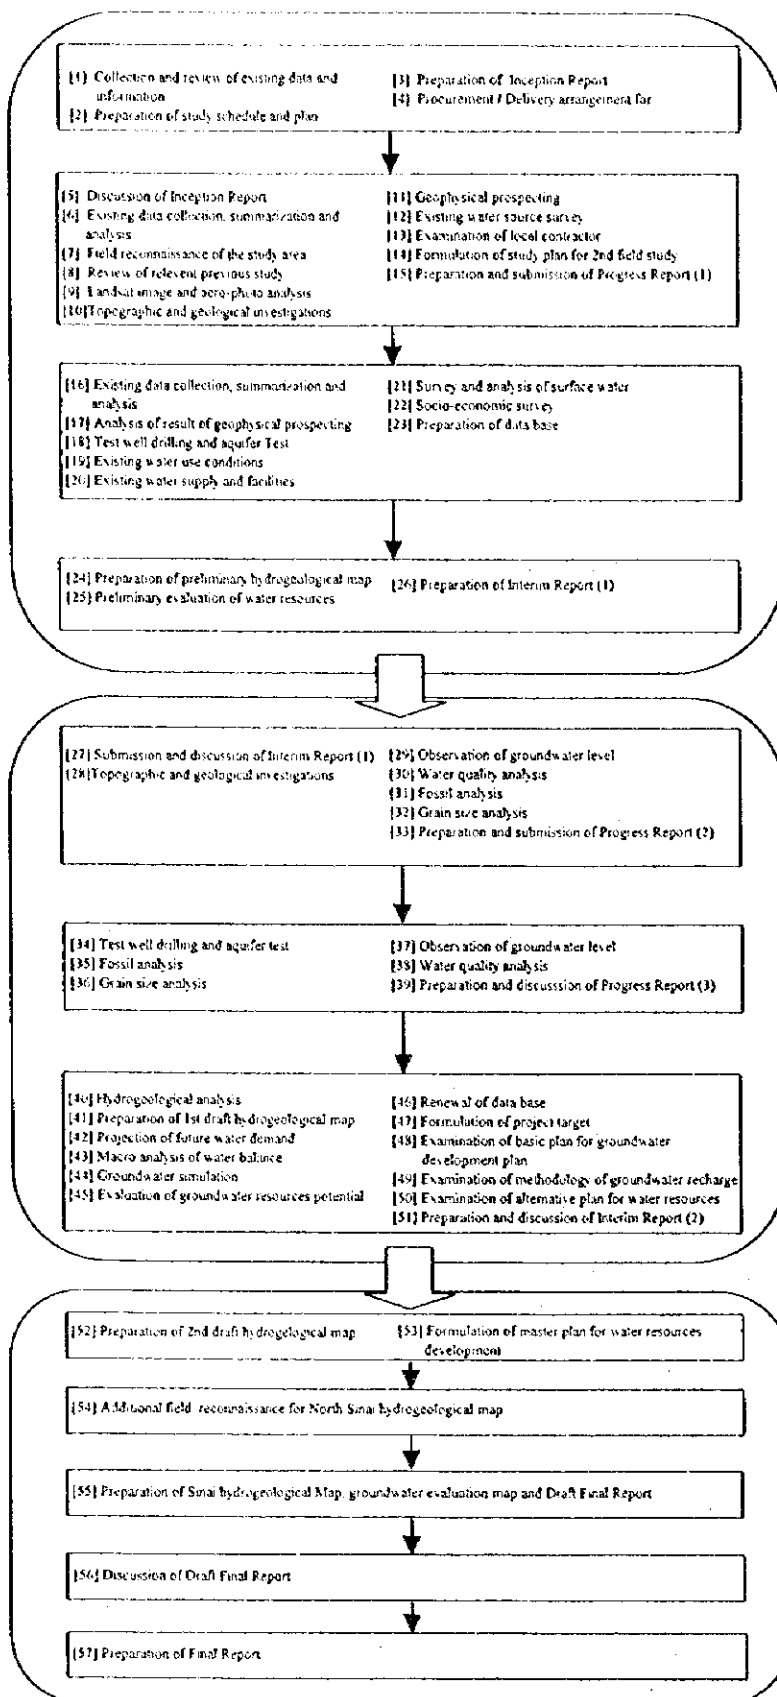 [1] Collection and review of existing data and
information
[2] Preparation of study schedule and plan
[3] Preparation of Inception Report
[4] Procurement / Delivery arrangement for
[5] Discussion of Inception Report
[6] Existing data collection, summarization and
analysis
[7] Field reconnaissance of the study area
[8] Review of relevent previous study
[9] Landsat image and aero-photo analysis
[10] Topographic and geological investigations
[11] Geophysical prospecting
[12] Existing water source survey
[13] Examination of local contractor
[14] Formulation of study plan for 2nd field study
[15] Preparation and submission of Progress Report (1)
[16] Existing data collection, summarization and
analysis
[17] Analysis of result of geophysical prospecting
[18] Test well drilling and aquifer Test
[19] Existing water use conditions
[20] Existing water supply and facilities
[21] Survey and analysis of surface water
[22] Socio-economic survey
[23] Preparation of data base
[24] Preparation of preliminary hydrogeological map
[25] Preliminary evaluation of water resources
[26] Preparation of Interim Report (1)
[27] Submission and discussion of Interim Report (1)
[28] Topographic and geological investigations
[29] Observation of groundwater level
[30] Water quality analysis
[31] Fossil analysis
[32] Grain size analysis
[33] Preparation and submission of Progress Report (2)
[34] Test well drilling and aquifer test
[35] Fossil analysis
[36] Grain size analysis
[37] Observation of groundwater level
[38] Water quality analysis
[39] Preparation and discusssion of Progress Report (3)
[40] Hydrogeological analysis
[41] Preparation of 1st draft hydrogeological map
[42] Projection of future water demand
[43] Macro analysis of water balance
[44] Groundwater simulation
[45] Evaluation of groundwater resources potential
[46] Renewal of data base
[47] Formulation of project target
[48] Examination of basic plan for groundwater
development plan
[49] Examination of methodology of groundwater recharge
[50] Examination of alternative plan for water resources
[51] Preparation and discussion of Interim Report (2)
[52] Preparation of 2nd draft hydrogelogical map
[53] Formulation of master plan for water resources
development
[54] Additional field reconnaissance for North Sinai hydrogeological map
[55] Preparation of Sinai hydrogeological Map, groundwater evaluation map and Draft Final Report
[56] Discussion of Draft Final Report
[57] Preparation of Final Report